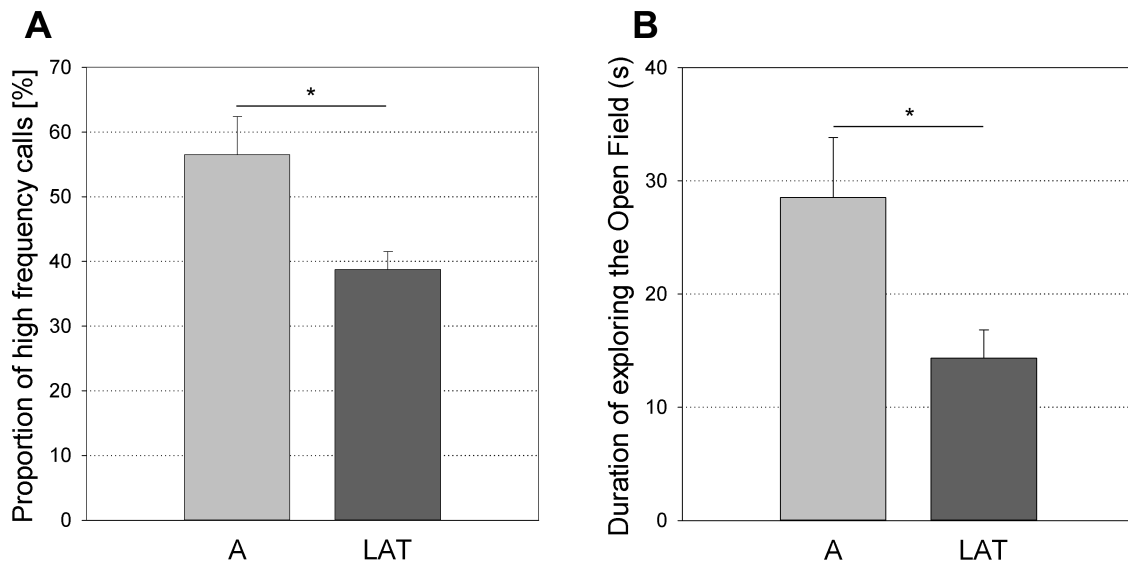 A
Proportion of high frequency calls [%]
70
60
50
40
30
20
10
0
*
A
LAT
B
Duration of exploring the Open Field (s)
40
30
20
10
0
*
A
LAT